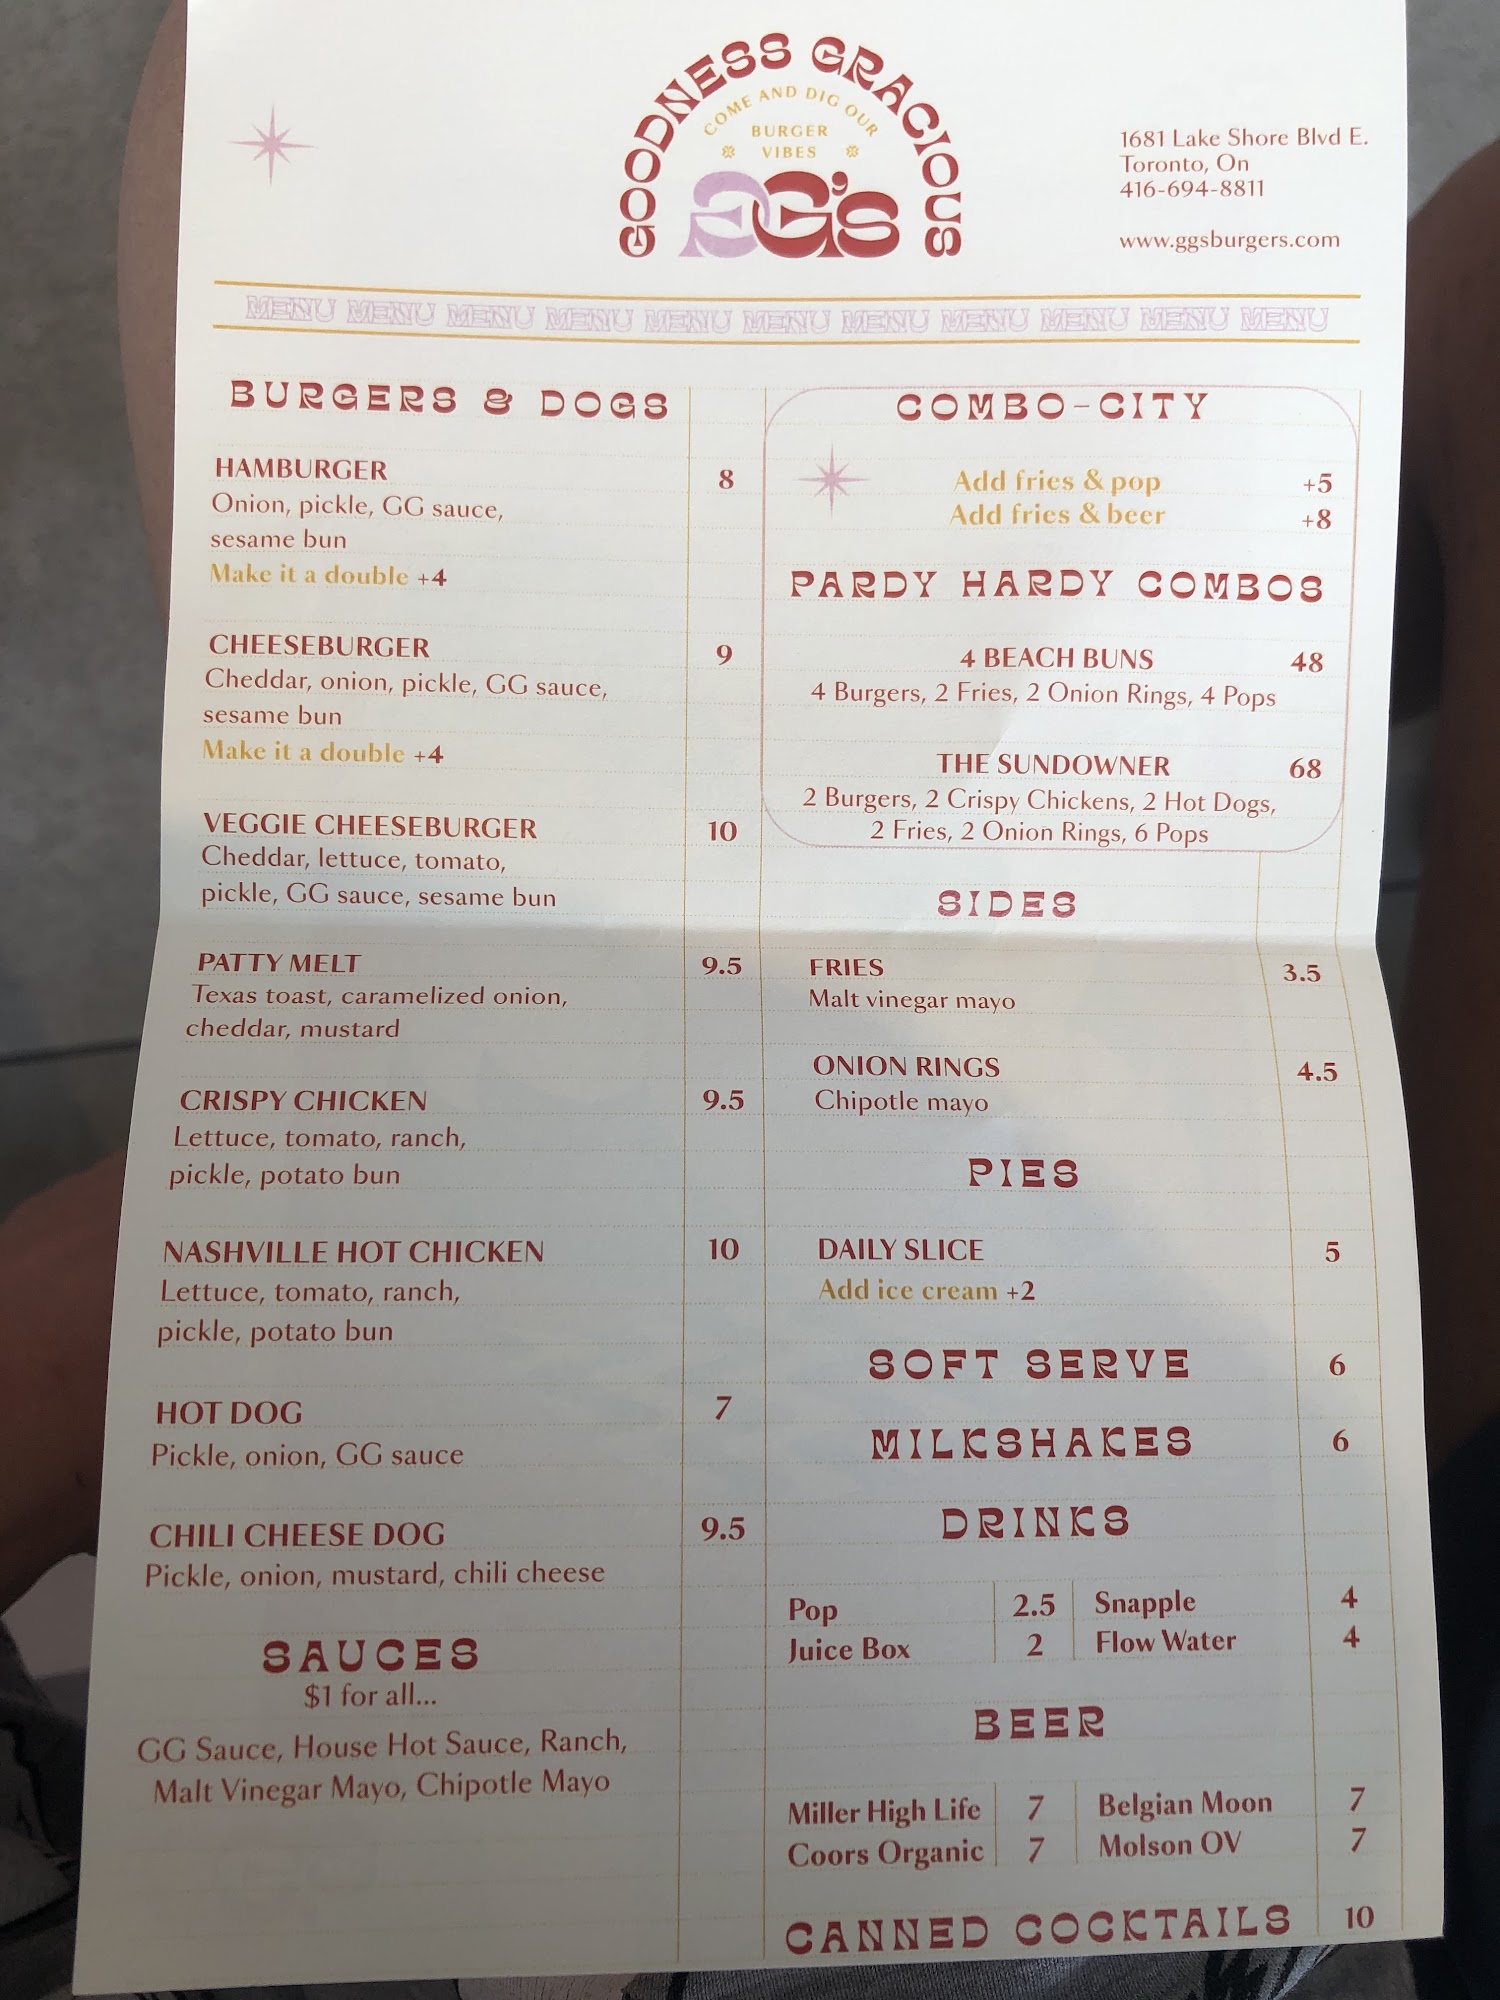 GOODNESS GRACIOUS
COME AND DIG OUR
BURGER
VIBES
GG'S
1681 Lake Shore Blvd E.
Toronto, On
416-694-8811
www.ggsburgers.com
MENU MENU MENU MENU MENU MENU MENU MENU MENU MENU MENU
BURGERS & DOGS
HAMBURGER 8
Onion, pickle, GG sauce,
sesame bun
Make it a double +4
CHEESEBURGER 9
Cheddar, onion, pickle, GG sauce,
sesame bun
Make it a double +4
VEGGIE CHEESEBURGER 10
Cheddar, lettuce, tomato,
pickle, GG sauce, sesame bun
PATTY MELT 9.5
Texas toast, caramelized onion,
cheddar, mustard
CRISPY CHICKEN 9.5
Lettuce, tomato, ranch,
pickle, potato bun
NASHVILLE HOT CHICKEN 10
Lettuce, tomato, ranch,
pickle, potato bun
HOT DOG 7
Pickle, onion, GG sauce
CHILI CHEESE DOG 9.5
Pickle, onion, mustard, chili cheese
SAUCES
$1 for all...
GG Sauce, House Hot Sauce, Ranch,
Malt Vinegar Mayo, Chipotle Mayo
COMBO-CITY
Add fries & pop +5
Add fries & beer +8
PARDY HARDY COMBOS
4 BEACH BUNS 48
4 Burgers, 2 Fries, 2 Onion Rings, 4 Pops
THE SUNDOWNER 68
2 Burgers, 2 Crispy Chickens, 2 Hot Dogs,
2 Fries, 2 Onion Rings, 6 Pops
SIDES
FRIES 3.5
Malt vinegar mayo
ONION RINGS 4.5
Chipotle mayo
PIES
DAILY SLICE 5
Add ice cream +2
SOFT SERVE 6
MILKSHAKES 6
DRINKS
Pop 2.5 Snapple 4
Juice Box 2 Flow Water 4
BEER
Miller High Life 7 Belgian Moon 7
Coors Organic 7 Molson OV 7
CANNED COCKTAILS 10